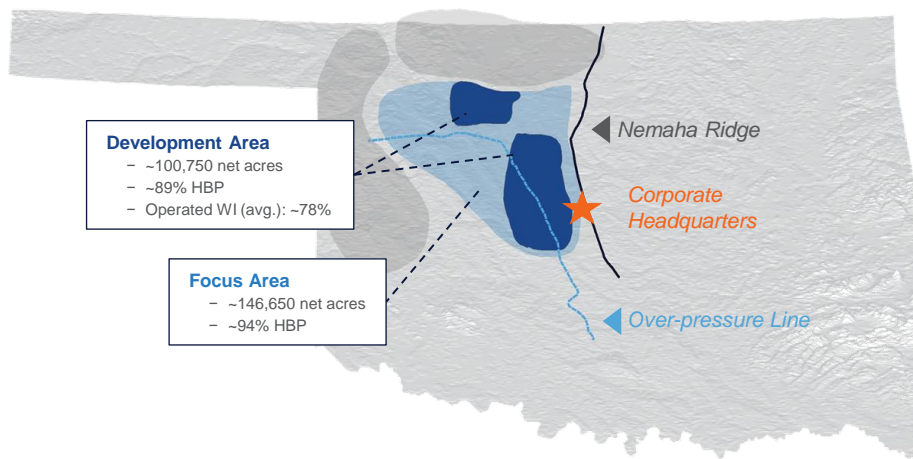 Development Area
− ~100,750 net acres
− ~89% HBP
− Operated WI (avg.): ~78%
Focus Area
− ~146,650 net acres
− ~94% HBP
Nemaha Ridge
Corporate
Headquarters
Over-pressure Line